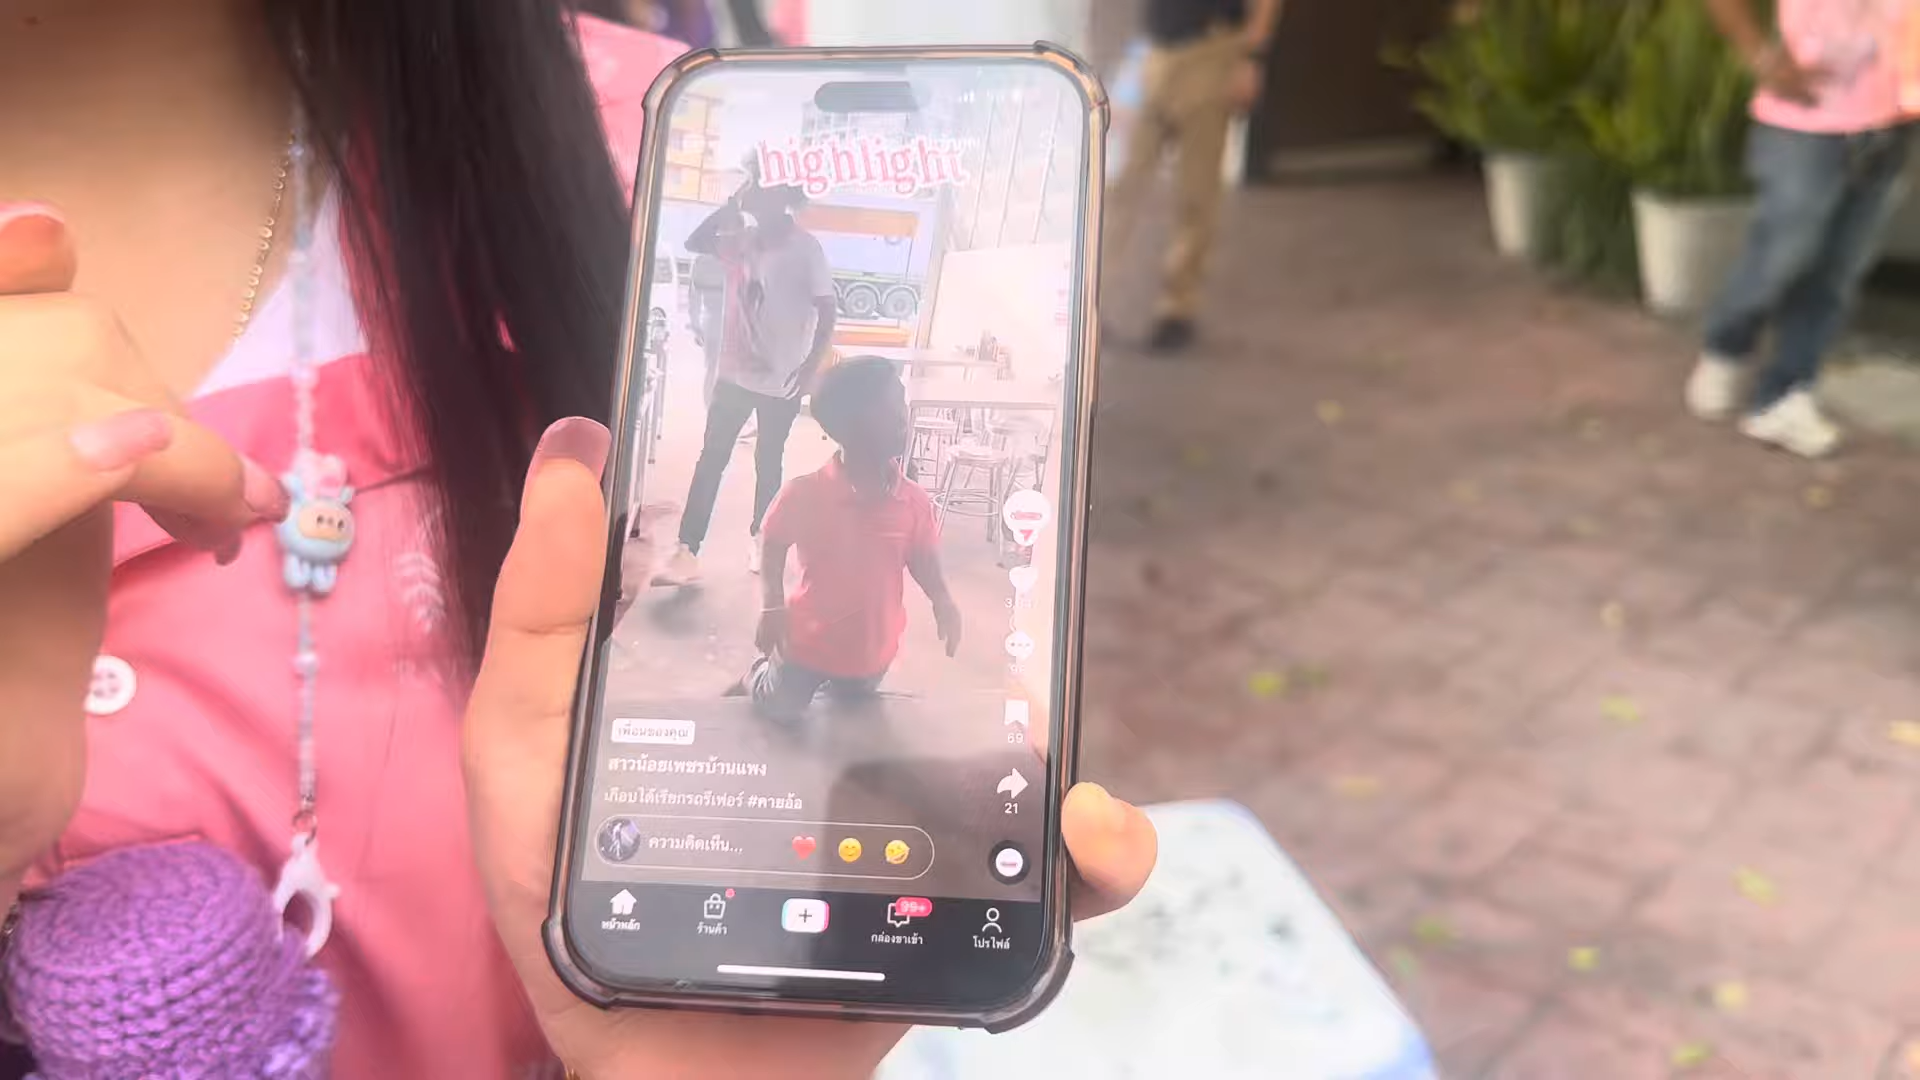 highlight
เพื่อนของคุณ
สาวน้อยเพชรบ้านแพง
เกือบได้เรียกรถรีเฟอร์ #คายอ้อ
ความคิดเห็น...
69
21
หน้าหลัก
ร้านค้า
99+
กล่องขาเข้า
โปรไฟล์